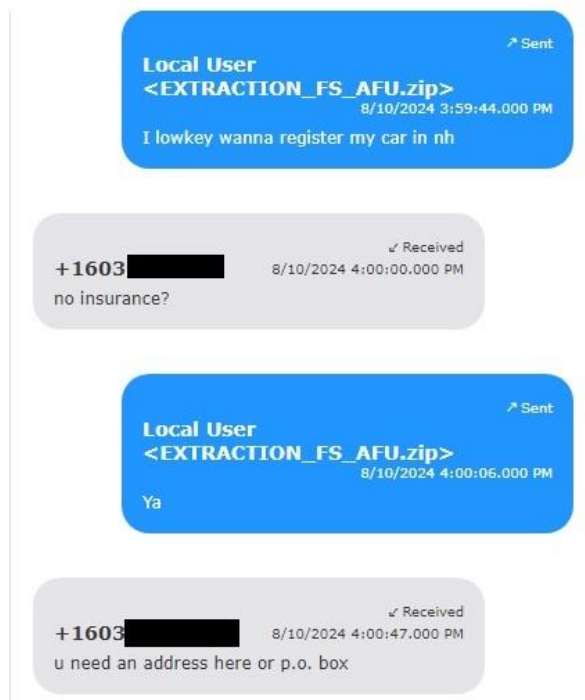 ↗ Sent
Local User
<EXTRACTION_FS_AFU.zip>
8/10/2024 3:59:44.000 PM
I lowkey wanna register my car in nh
↙ Received
+1603
8/10/2024 4:00:00.000 PM
no insurance?
↗ Sent
Local User
<EXTRACTION_FS_AFU.zip>
8/10/2024 4:00:06.000 PM
Ya
↙ Received
+1603
8/10/2024 4:00:47.000 PM
u need an address here or p.o. box